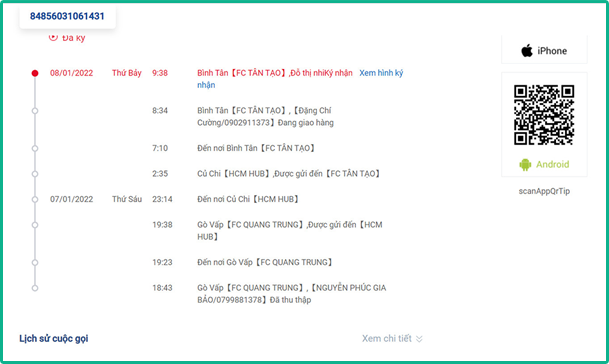 84856031061431
Đã ký
08/01/2022 Thứ Bảy 9:38 Bình Tân【FC TÂN TẠO】,Đỗ thị nhiKý nhận Xem hình ký
nhận
8:34 Bình Tân【FC TÂN TẠO】,【Đặng Chí
Cường/0902911373】Đang giao hàng
7:10 Đến nơi Bình Tân【FC TÂN TẠO】
2:35 Củ Chi【HCM HUB】,Được gửi đến【FC TÂN TẠO】
07/01/2022 Thứ Sáu 23:14 Đến nơi Củ Chi【HCM HUB】
19:38 Gò Vấp【FC QUANG TRUNG】,Được gửi đến【HCM
HUB】
19:23 Đến nơi Gò Vấp【FC QUANG TRUNG】
18:43 Gò Vấp【FC QUANG TRUNG】,【NGUYỄN PHÚC GIA
BẢO/0799881378】Đã thu thập
Lịch sử cuộc gọi
Xem chi tiết
iPhone
Android
scanAppQrTip